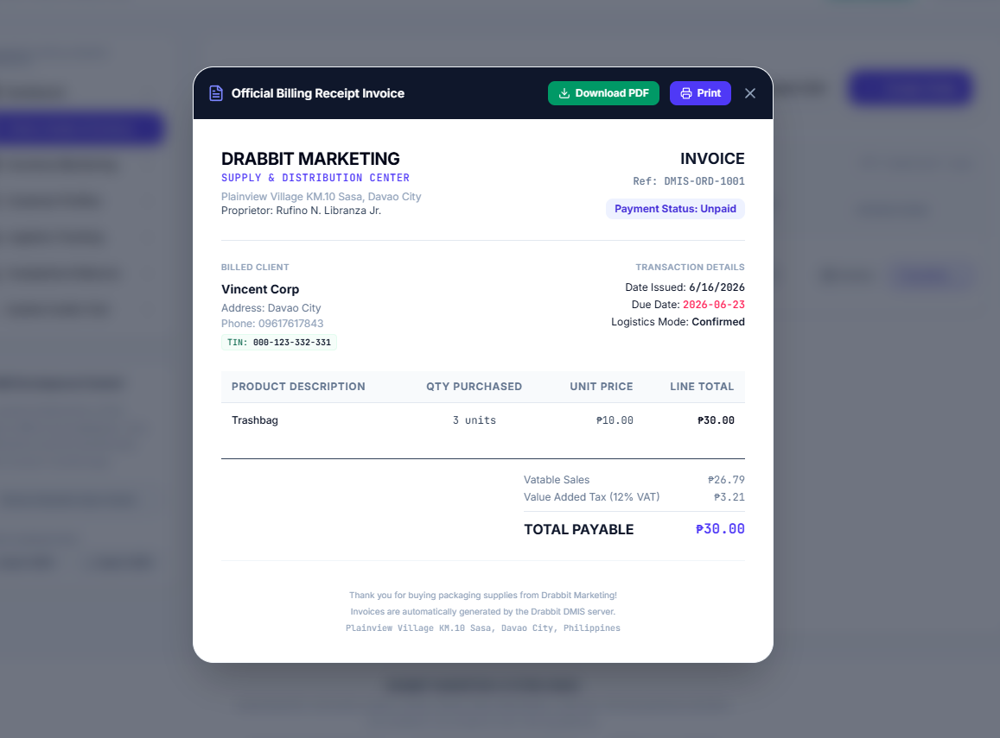 Official Billing Receipt Invoice
Download PDF
Print
DRABBIT MARKETING
SUPPLY & DISTRIBUTION CENTER
Plainview Village KM.10 Sasa, Davao City
Proprietor: Rufino N. Libranza Jr.
INVOICE
Ref: DMIS-ORD-1001
Payment Status: Unpaid
BILLED CLIENT
Vincent Corp
Address: Davao City
Phone: 09617617843
TIN: 000-123-332-331
TRANSACTION DETAILS
Date Issued: 6/16/2026
Due Date: 2026-06-23
Logistics Mode: Confirmed
PRODUCT DESCRIPTION QTY PURCHASED UNIT PRICE LINE TOTAL
Trashbag 3 units ₱10.00 ₱30.00
Vatable Sales ₱26.79
Value Added Tax (12% VAT) ₱3.21
TOTAL PAYABLE ₱30.00
Thank you for buying packaging supplies from Drabbit Marketing!
Invoices are automatically generated by the Drabbit DMIS server.
Plainview Village KM.10 Sasa, Davao City, Philippines